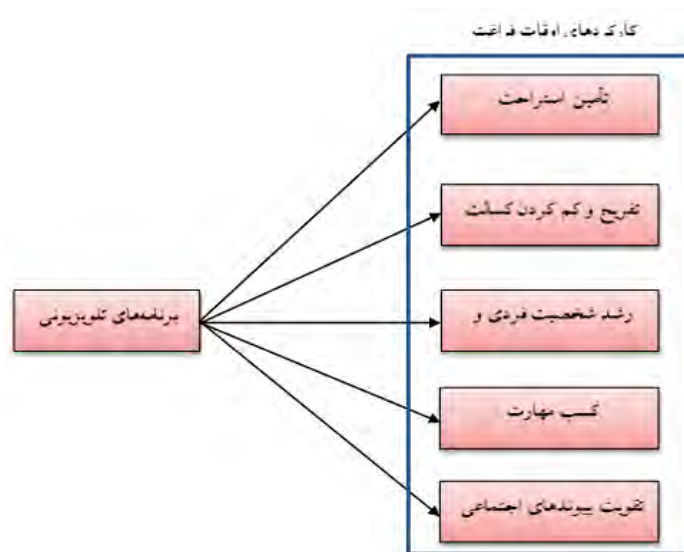 کارکردهای اوقات فراغت
تأمین استراحت
تفریح و کم کردن کسالت
رشد شخصیت فردی و
برنامه‌های تلویزیونی
کسب مهارت
تقویت پیوندهای اجتماعی